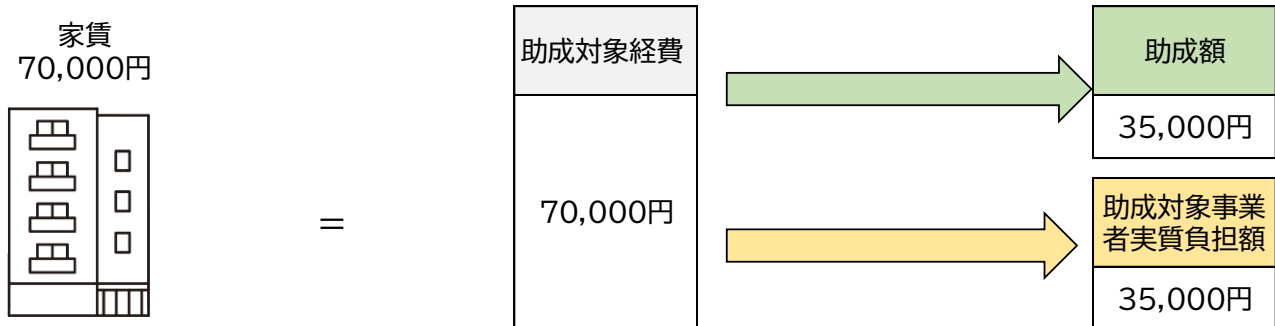 家賃
70,000円
=
助成対象経費
70,000円
助成額
35,000円
助成対象事業
者実質負担額
35,000円